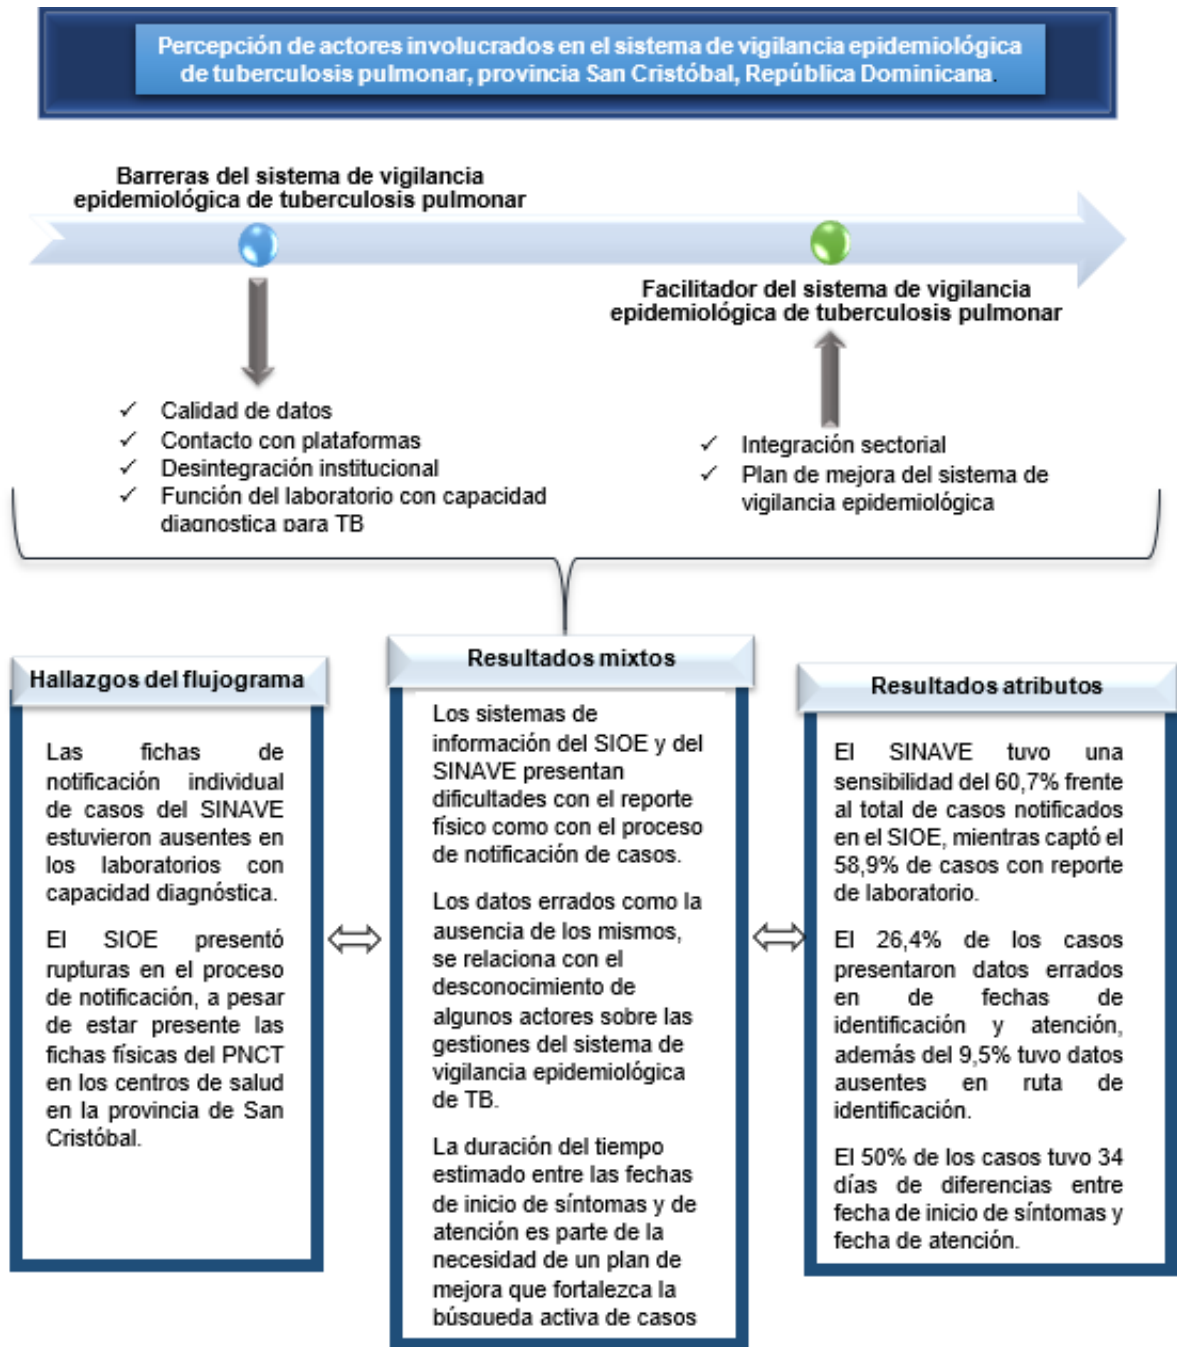 Percepción de actores involucrados en el sistema de vigilancia epidemiológica
de tuberculosis pulmonar, provincia San Cristóbal, República Dominicana.
Barreras del sistema de vigilancia
epidemiológica de tuberculosis pulmonar
Facilitador del sistema de vigilancia
epidemiológica de tuberculosis pulmonar
✓ Calidad de datos
✓ Contacto con plataformas
✓ Desintegración institucional
✓ Función del laboratorio con capacidad
diagnostica para TB
✓ Integración sectorial
✓ Plan de mejora del sistema de
vigilancia epidemiológica
Hallazgos del flujograma
Las fichas de
notificación individual
de casos del SINAVE
estuvieron ausentes en
los laboratorios con
capacidad diagnóstica.
El SIOE presentó
rupturas en el proceso
de notificación, a pesar
de estar presente las
fichas físicas del PNCT
en los centros de salud
en la provincia de San
Cristóbal.
Resultados mixtos
Los sistemas de
información del SIOE y del
SINAVE presentan
dificultades con el reporte
físico como con el proceso
de notificación de casos.
Los datos errados como la
ausencia de los mismos,
se relaciona con el
desconocimiento de
algunos actores sobre las
gestiones del sistema de
vigilancia epidemiológica
de TB.
La duración del tiempo
estimado entre las fechas
de inicio de síntomas y de
atención es parte de la
necesidad de un plan de
mejora que fortalezca la
búsqueda activa de casos
Resultados atributos
El SINAVE tuvo una
sensibilidad del 60,7% frente
al total de casos notificados
en el SIOE, mientras captó el
58,9% de casos con reporte
de laboratorio.
El 26,4% de los casos
presentaron datos errados
en de fechas de
identificación y atención,
además del 9,5% tuvo datos
ausentes en ruta de
identificación.
El 50% de los casos tuvo 34
días de diferencias entre
fecha de inicio de síntomas y
fecha de atención.